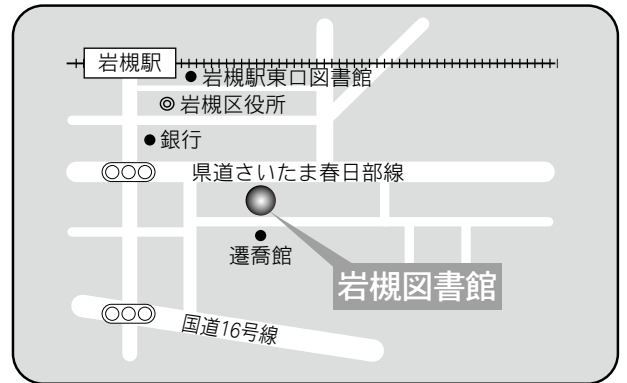 岩槻駅
岩槻駅東口図書館
岩槻区役所
銀行
県道さいたま春日部線
遷喬館
岩槻図書館
国道16号線